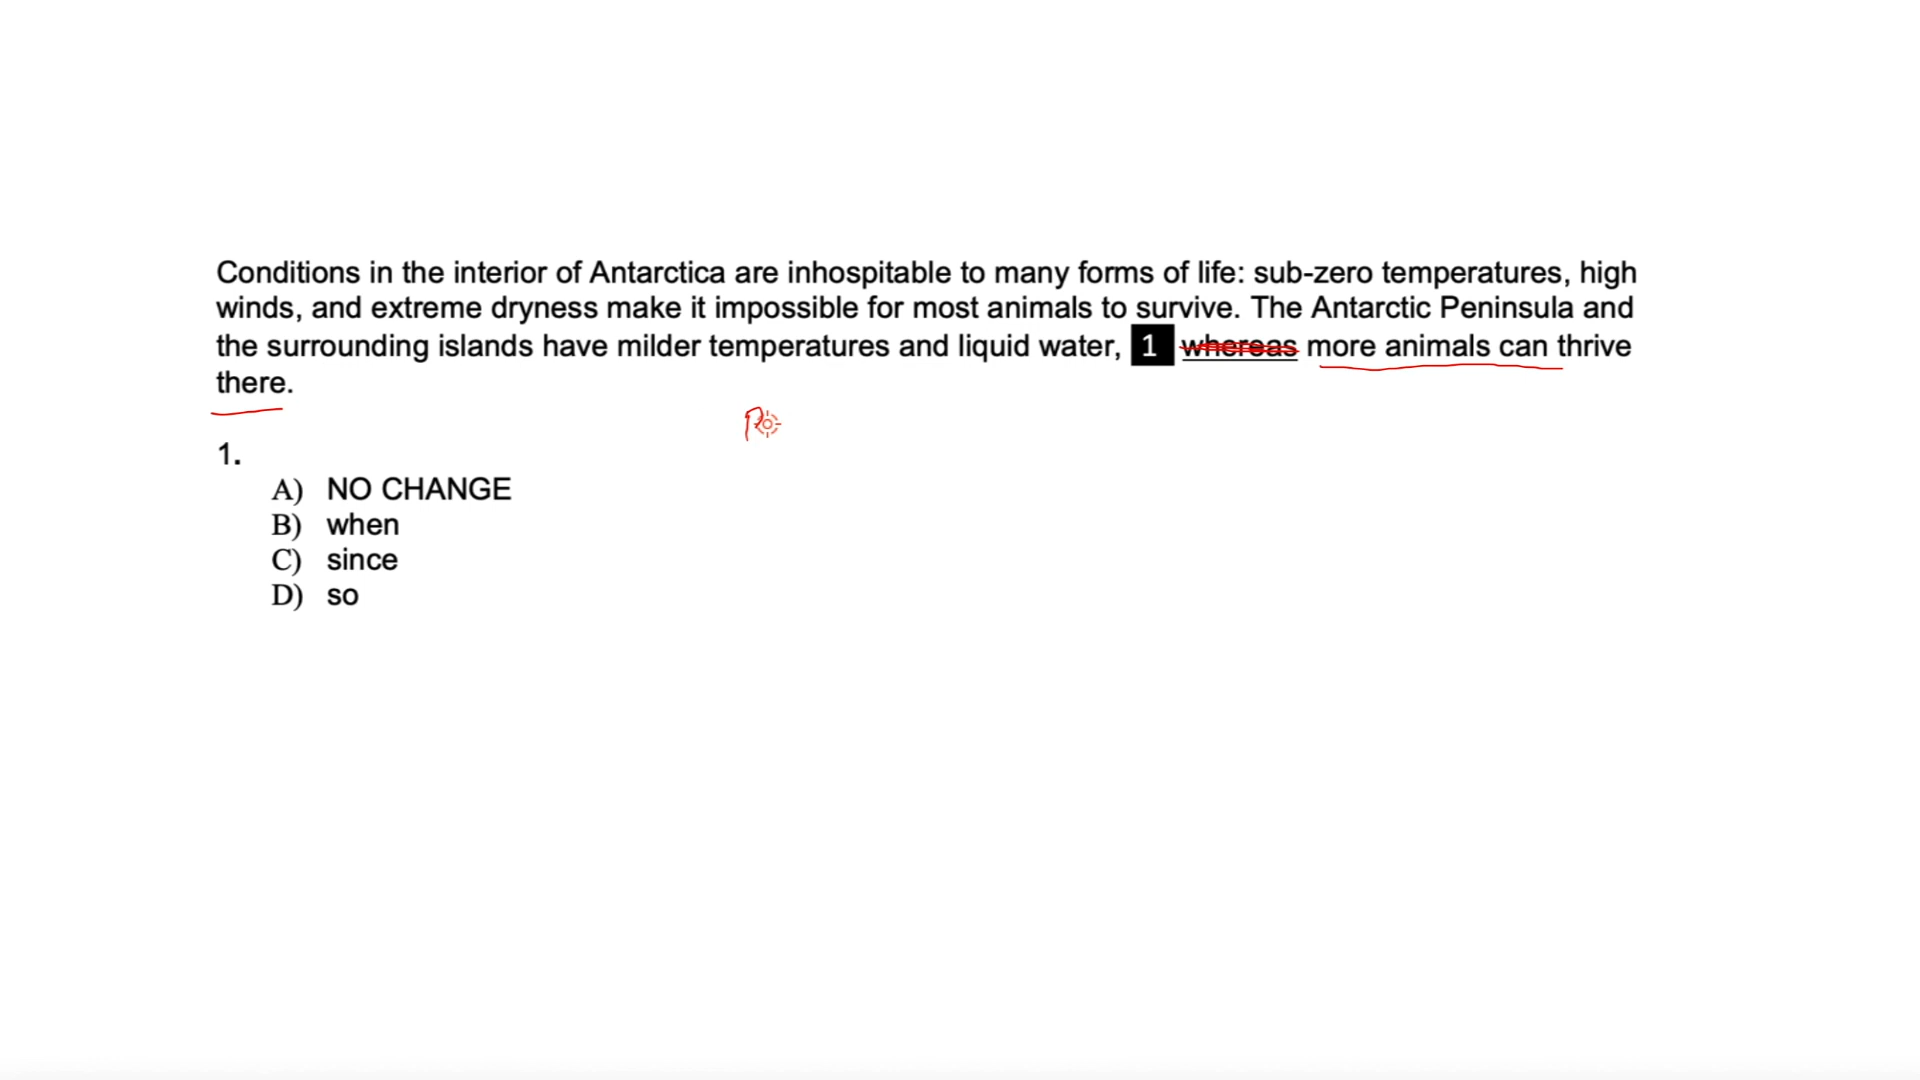 Conditions in the interior of Antarctica are inhospitable to many forms of life: sub-zero temperatures, high
winds, and extreme dryness make it impossible for most animals to survive. The Antarctic Peninsula and
the surrounding islands have milder temperatures and liquid water, 1 whereas more animals can thrive
there.
1.
A) NO CHANGE
B) when
C) since
D) so